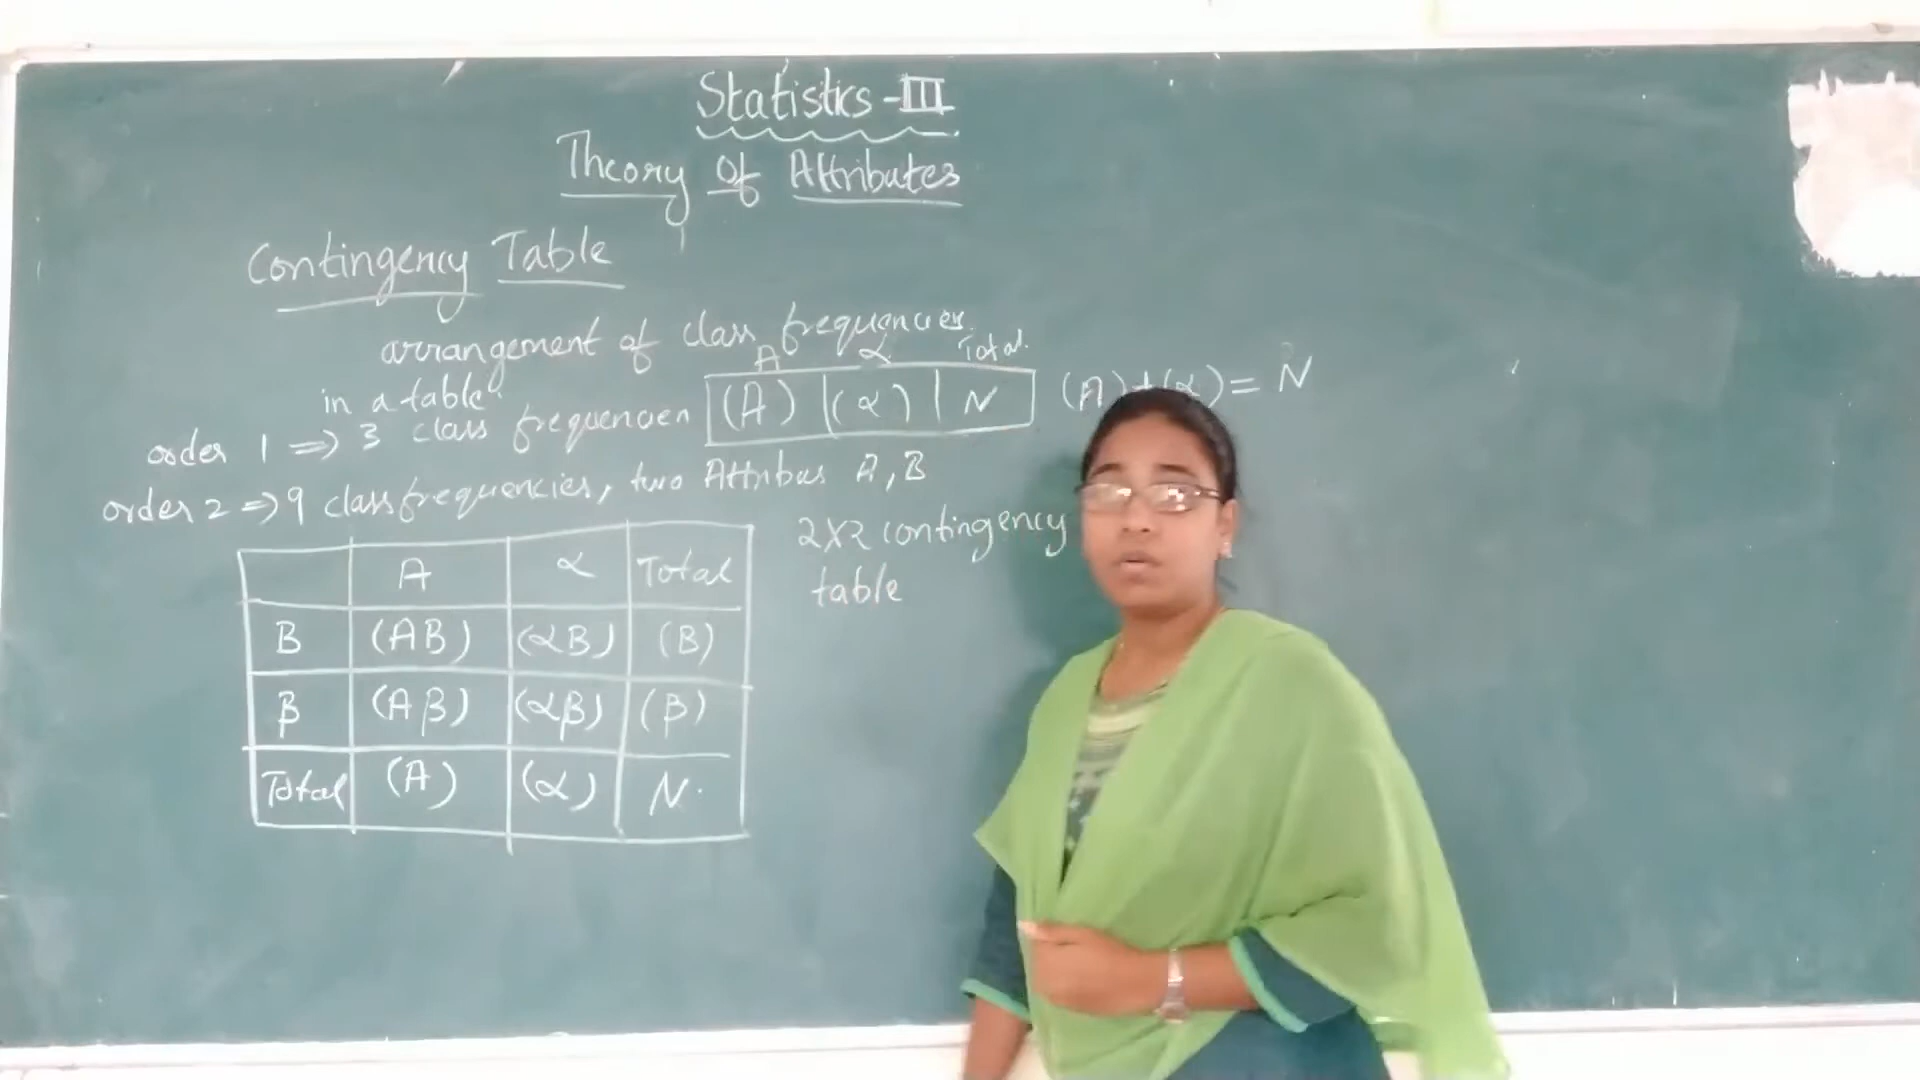 Statistics-III
Theory of Attributes
Contingency Table
arrangement of class frequencies
in a table.
A α Total.
order 1 => 3 class frequencies (A) (α) N (A)+(α)= N
order 2 => 9 class frequencies, two Attribus A, B
2X2 contingency
table
A α Total
B (AB) (αB) (B)
β (Aβ) (αβ) (β)
Total (A) (α) N.